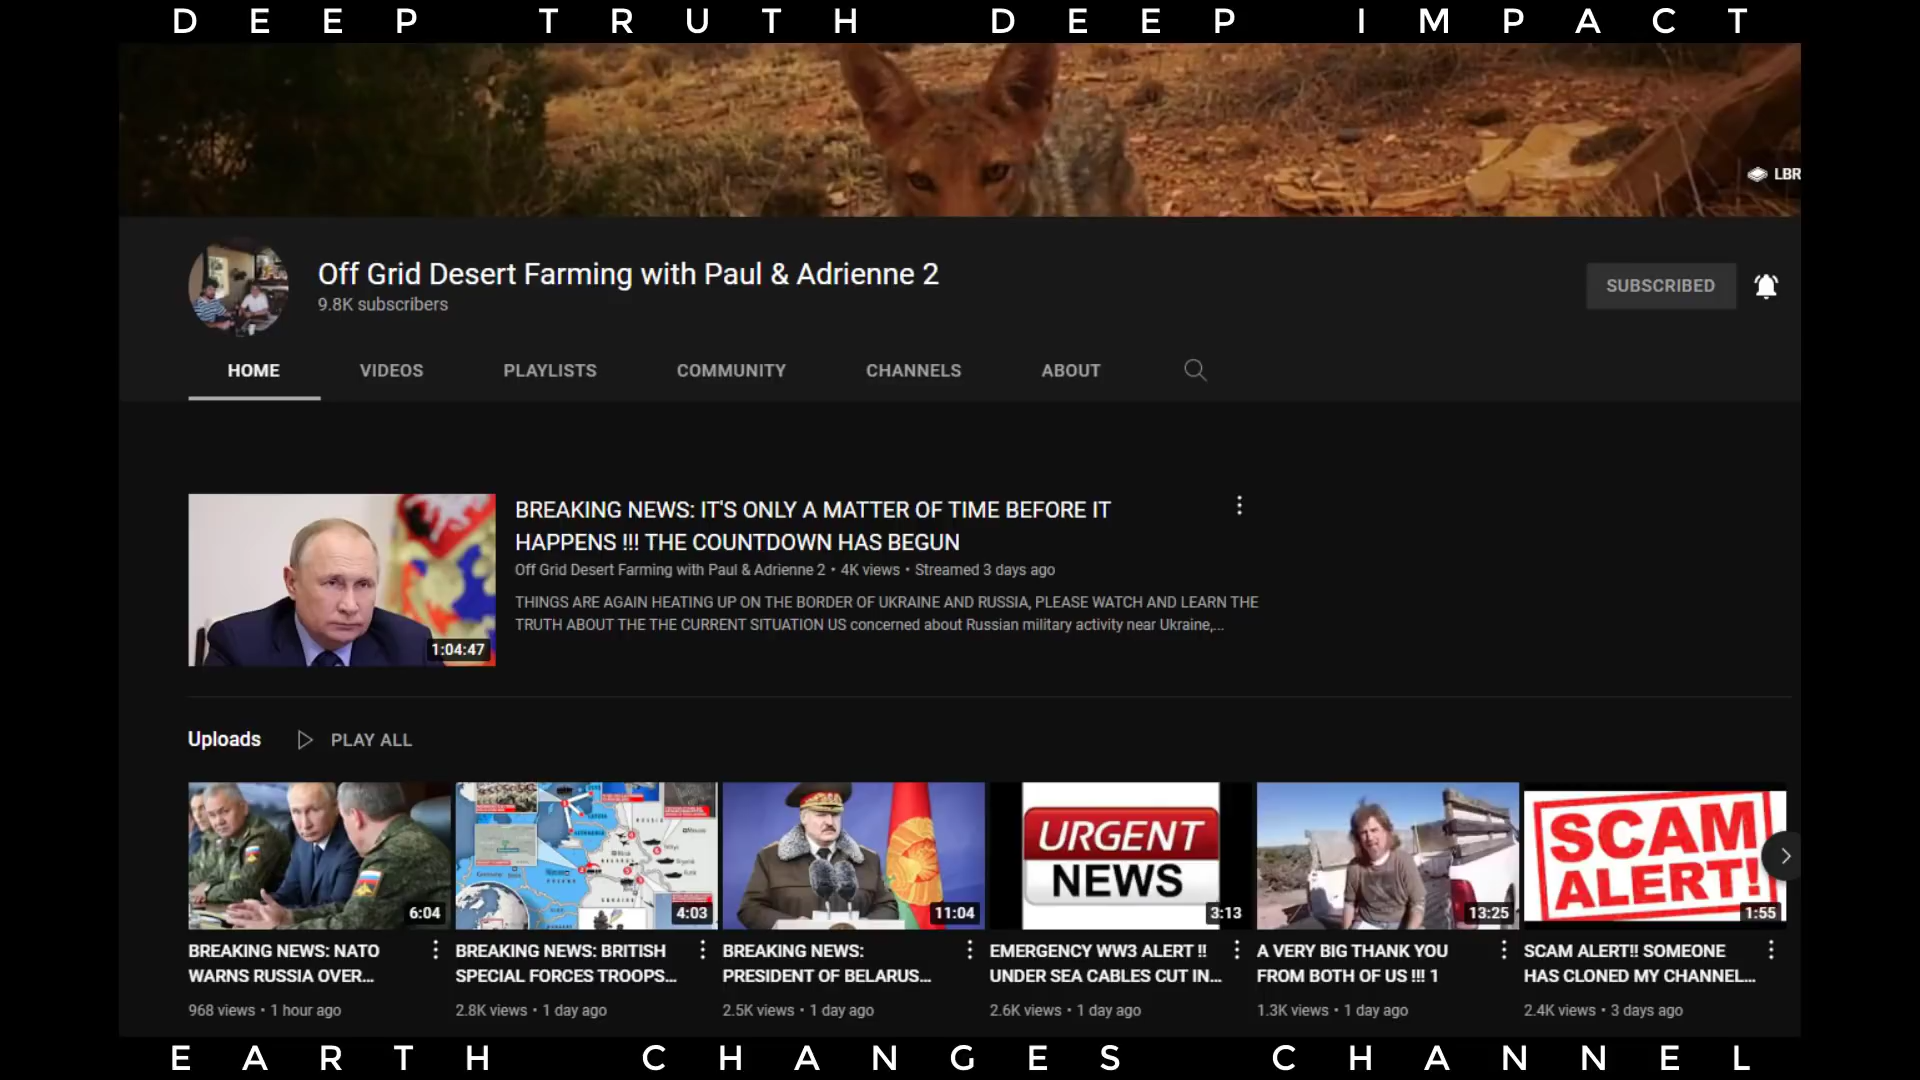 DEEP TRUTH DEEP IMPACT
LBR
Off Grid Desert Farming with Paul & Adrienne 2
9.8K subscribers
SUBSCRIBED
HOME VIDEOS PLAYLISTS COMMUNITY CHANNELS ABOUT
BREAKING NEWS: IT'S ONLY A MATTER OF TIME BEFORE IT
HAPPENS !!! THE COUNTDOWN HAS BEGUN
Off Grid Desert Farming with Paul & Adrienne 2 • 4K views • Streamed 3 days ago
THINGS ARE AGAIN HEATING UP ON THE BORDER OF UKRAINE AND RUSSIA, PLEASE WATCH AND LEARN THE
TRUTH ABOUT THE THE CURRENT SITUATION US concerned about Russian military activity near Ukraine,...
1:04:47
Uploads PLAY ALL
6:04
BREAKING NEWS: NATO
WARNS RUSSIA OVER...
968 views • 1 hour ago
4:03
BREAKING NEWS: BRITISH
SPECIAL FORCES TROOPS...
2.8K views • 1 day ago
11:04
BREAKING NEWS:
PRESIDENT OF BELARUS...
2.5K views • 1 day ago
URGENT
NEWS
3:13
EMERGENCY WW3 ALERT !!
UNDER SEA CABLES CUT IN...
2.6K views • 1 day ago
13:25
A VERY BIG THANK YOU
FROM BOTH OF US !!! 1
1.3K views • 1 day ago
SCAM
ALERT!
1:55
SCAM ALERT!! SOMEONE
HAS CLONED MY CHANNEL...
2.4K views • 3 days ago
EARTH CHANGES CHANNEL